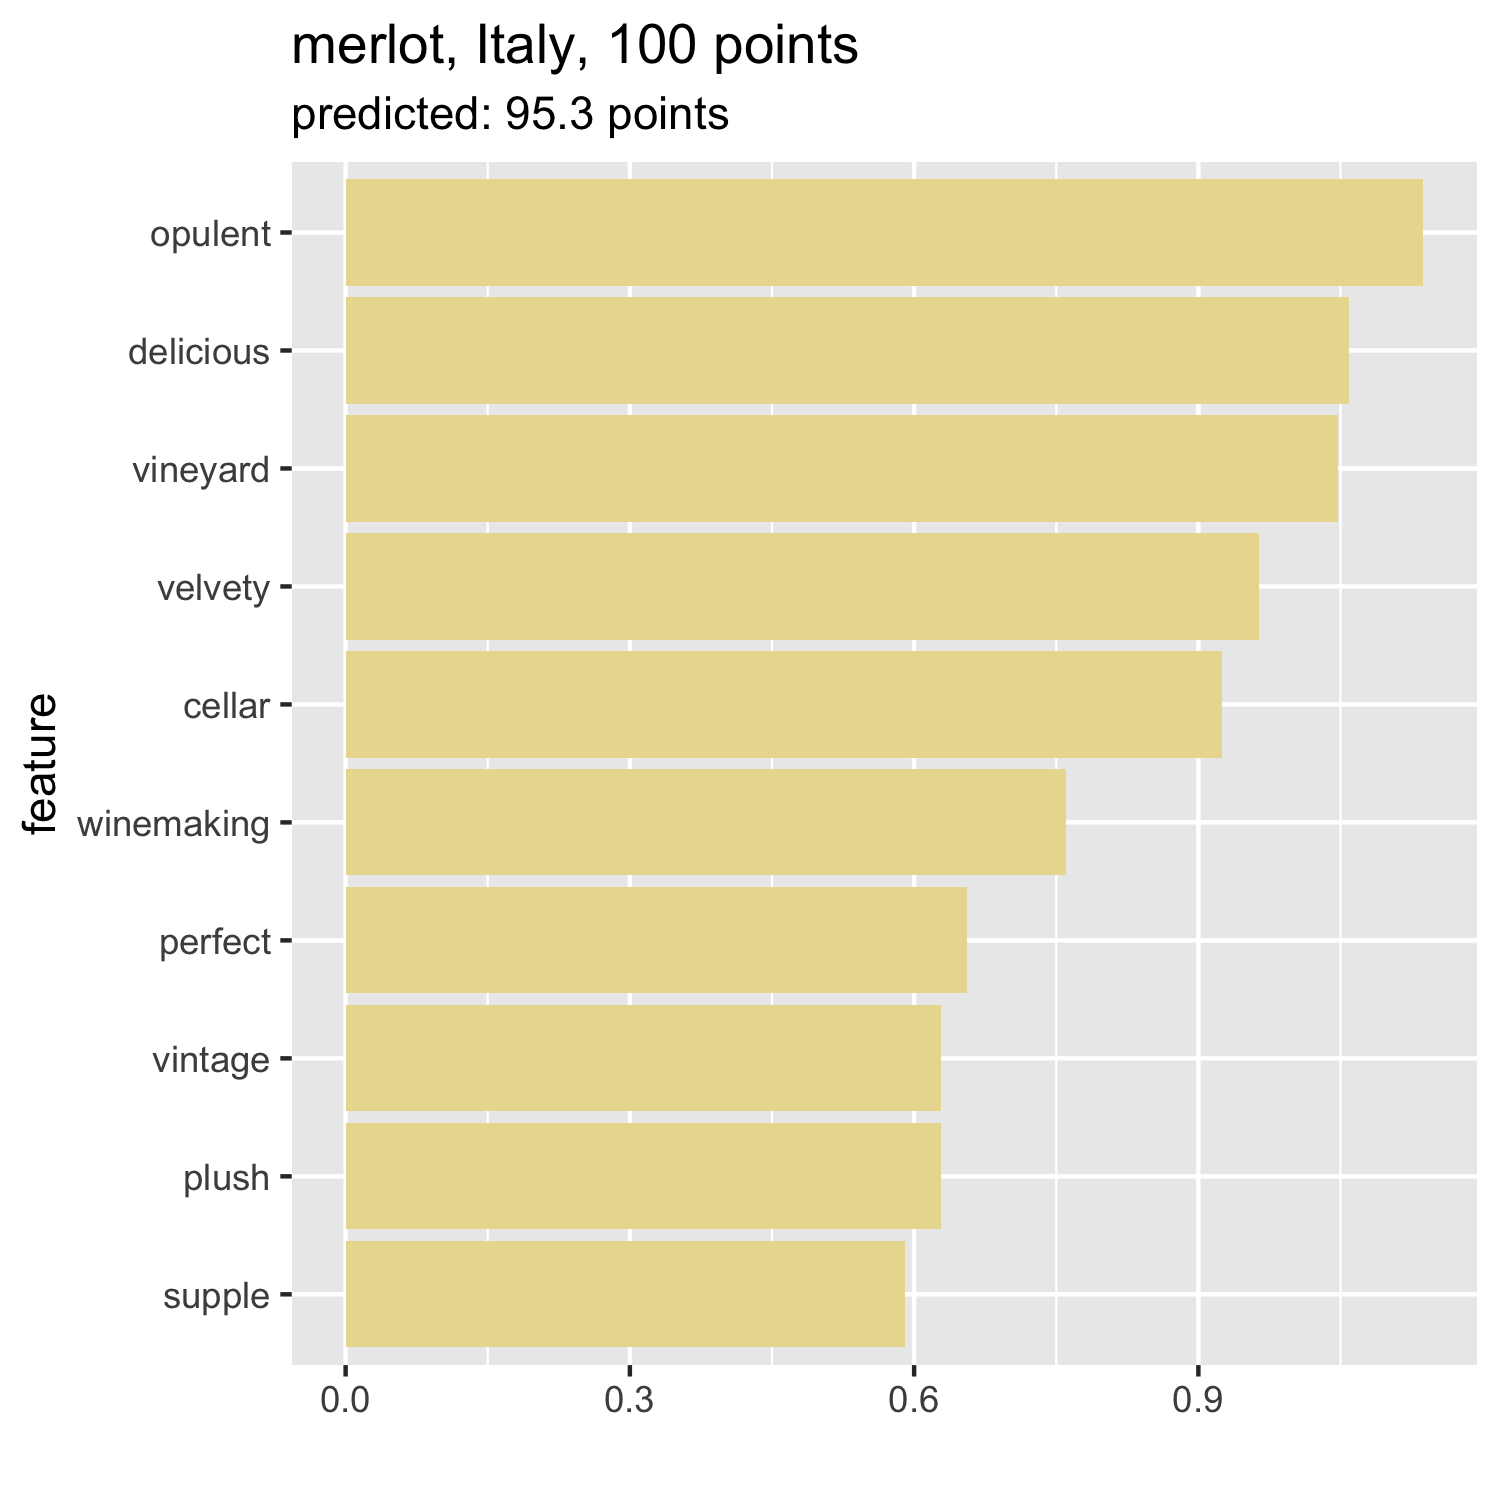 merlot, Italy, 100 points
predicted: 95.3 points
opulent
delicious
vineyard
velvety
cellar
winemaking
perfect
vintage
plush
supple
feature
0.0 0.3 0.6 0.9